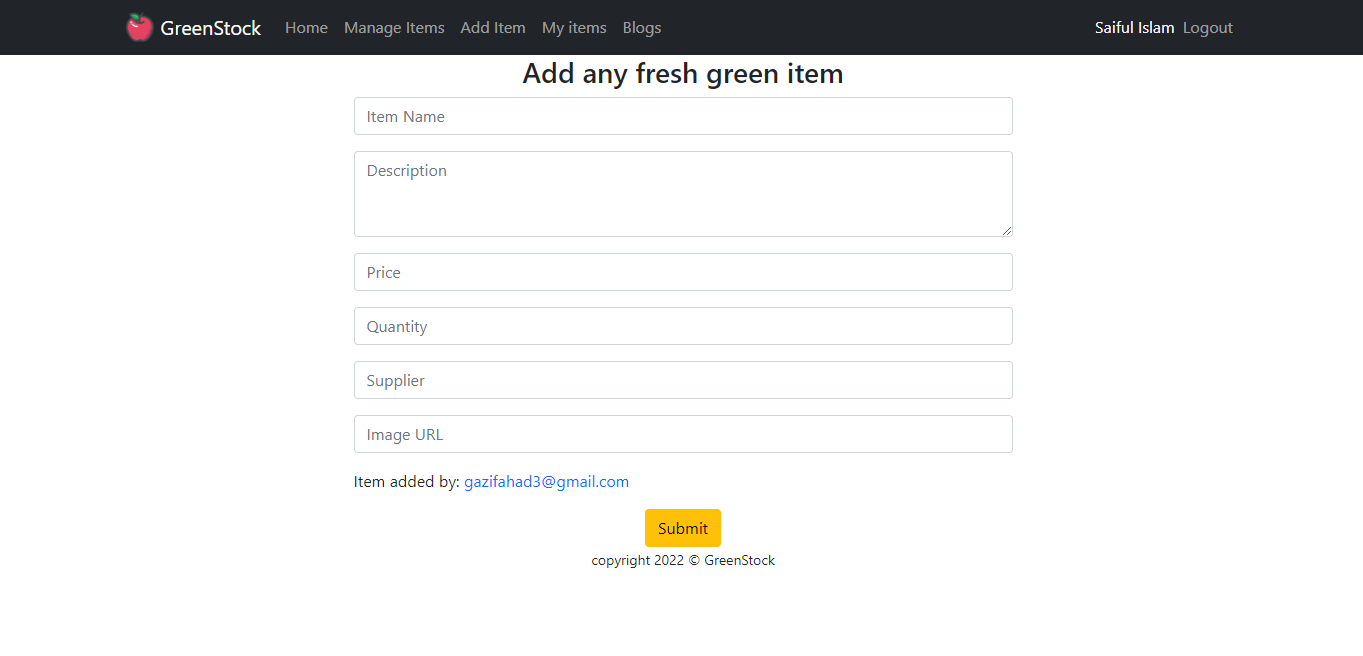 GreenStock Home Manage Items Add Item My items Blogs Saiful Islam Logout
Add any fresh green item
Item Name
Description
Price
Quantity
Supplier
Image URL
Item added by: gazifahad3@gmail.com
Submit
copyright 2022 © GreenStock